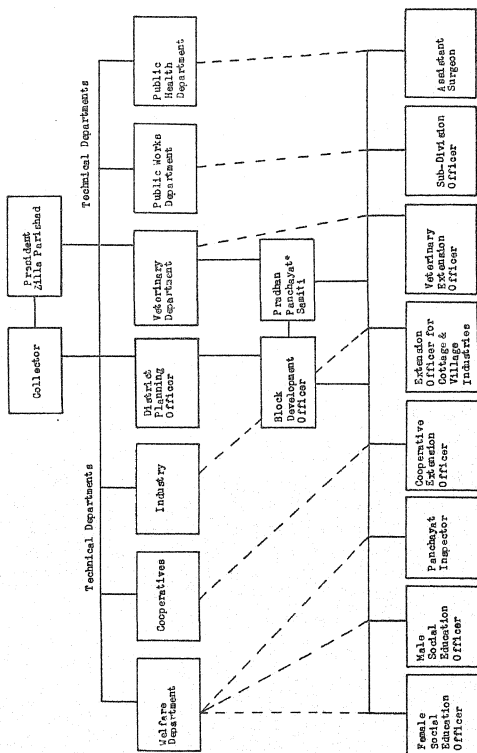 Collector
President
Zilla Parishad
Technical Departments
Technical Departments
Welfare
Department
Cooperatives
Industry
District
Planning
Officer
Veterinary
Department
Public Works
Department
Public
Health
Department
Block
Development
Officer
Pradhan
Panchayat*
Samiti
Female
Social
Education
Officer
Male
Social
Education
Officer
Panchayat
Inspector
Cooperative
Extension
Officer
Extension
Officer for
Cottage &
Village
Industries
Veterinary
Extension
Officer
Sub-Division
Officer
Assistant
Surgeon